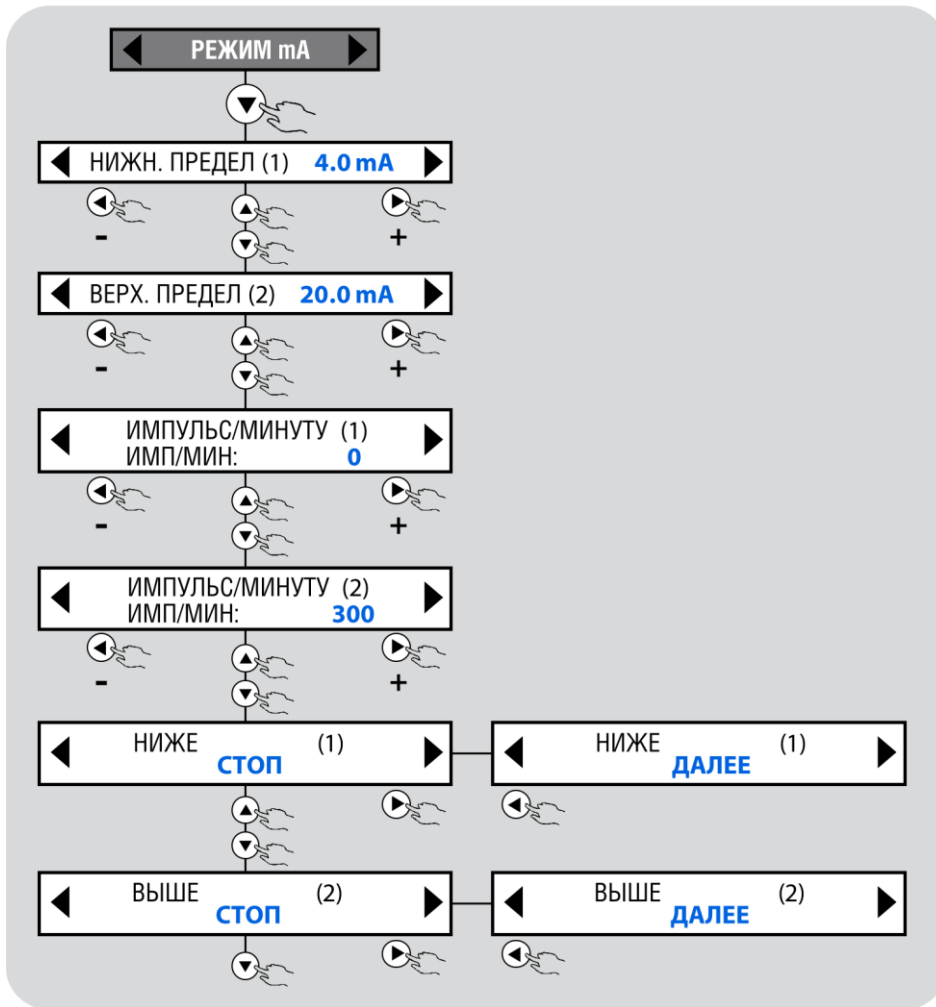 РЕЖИМ mA
НИЖН. ПРЕДЕЛ (1) 4.0 mA
- +
ВЕРХ. ПРЕДЕЛ (2) 20.0 mA
- +
ИМПУЛЬС/МИНУТУ (1)
ИМП/МИН: 0
- +
ИМПУЛЬС/МИНУТУ (2)
ИМП/МИН: 300
- +
НИЖЕ (1)
СТОП
НИЖЕ (1)
ДАЛЕЕ
ВЫШЕ (2)
СТОП
ВЫШЕ (2)
ДАЛЕЕ